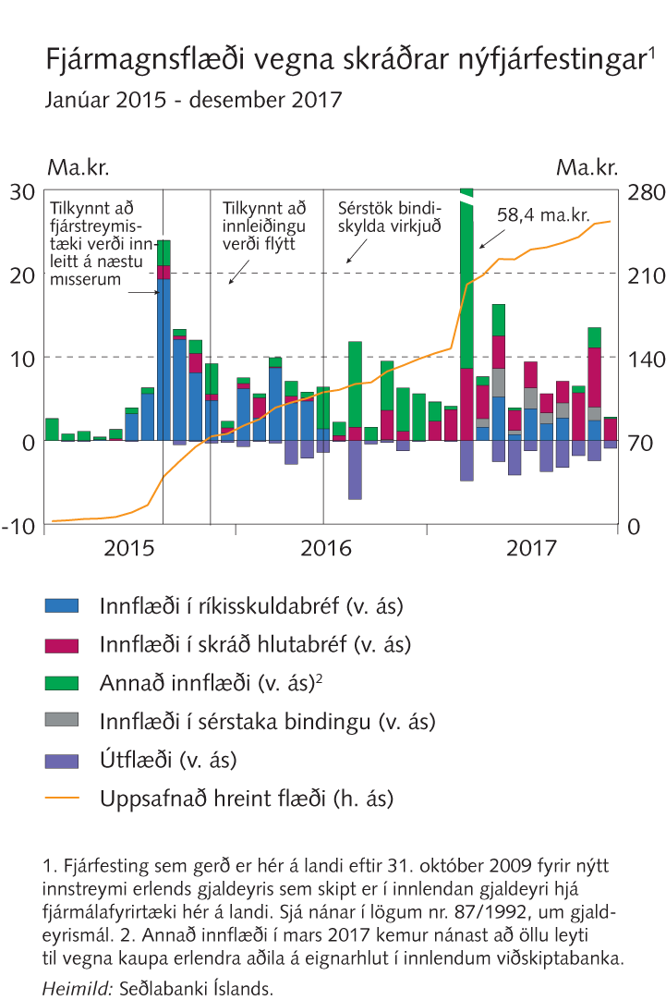 Fjármagnsflæði vegna skráðrar nýfjárfestingar¹
Janúar 2015 - desember 2017
Ma.kr.
Ma.kr.
30
20
10
0
-10
280
210
140
70
0
Tilkynnt að
fjárstreymis-
tæki verði inn-
leitt á næstu
misserum
Tilkynnt að
innleiðingu
verði flýtt
Sérstök bindi-
skylda virkjuð
58,4 ma.kr.
2015
2016
2017
Innflæði í ríkisskuldabréf (v. ás)
Innflæði í skráð hlutabréf (v. ás)
Annað innflæði (v. ás)²
Innflæði í sérstaka bindingu (v. ás)
Útflæði (v. ás)
Uppsafnað hreint flæði (h. ás)
1. Fjárfesting sem gerð er hér á landi eftir 31. október 2009 fyrir nýtt
innstreymi erlends gjaldeyris sem skipt er í innlendan gjaldeyri hjá
fjármálafyrirtæki hér á landi. Sjá nánar í lögum nr. 87/1992, um gjald-
eyrismál. 2. Annað innflæði í mars 2017 kemur nánast að öllu leyti
til vegna kaupa erlendra aðila á eignarhlut í innlendum viðskiptabanka.
Heimild: Seðlabanki Íslands.